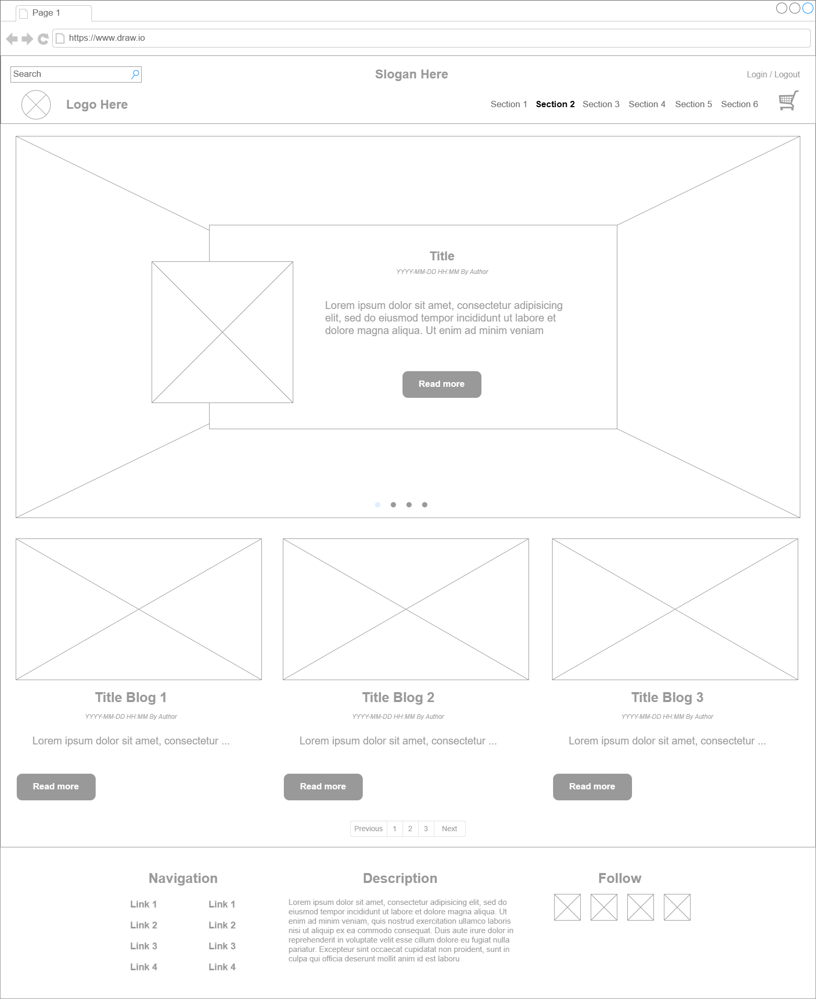 Page 1
https://www.draw.io
Search
Slogan Here
Login / Logout
Logo Here
Section 1
Section 2
Section 3
Section 4
Section 5
Section 6
Title
YYYY-MM-DD HH:MM By Author
Lorem ipsum dolor sit amet, consectetur adipisicing
elit, sed do eiusmod tempor incididunt ut labore et
dolore magna aliqua. Ut enim ad minim veniam
Read more
Title Blog 1
YYYY-MM-DD HH:MM By Author
Lorem ipsum dolor sit amet, consectetur ...
Read more
Title Blog 2
YYYY-MM-DD HH:MM By Author
Lorem ipsum dolor sit amet, consectetur ...
Read more
Title Blog 3
YYYY-MM-DD HH:MM By Author
Lorem ipsum dolor sit amet, consectetur ...
Read more
Previous 1 2 3 Next
Navigation
Link 1
Link 2
Link 3
Link 4
Link 1
Link 2
Link 3
Link 4
Description
Lorem ipsum dolor sit amet, consectetur adipisicing elit, sed do
eiusmod tempor incididunt ut labore et dolore magna aliqua. Ut
enim ad minim veniam, quis nostrud exercitation ullamco laboris
nisi ut aliquip ex ea commodo consequat. Duis aute irure dolor in
reprehenderit in voluptate velit esse cillum dolore eu fugiat nulla
pariatur. Excepteur sint occaecat cupidatat non proident, sunt in
culpa qui officia deserunt mollit anim id est laboru
Follow